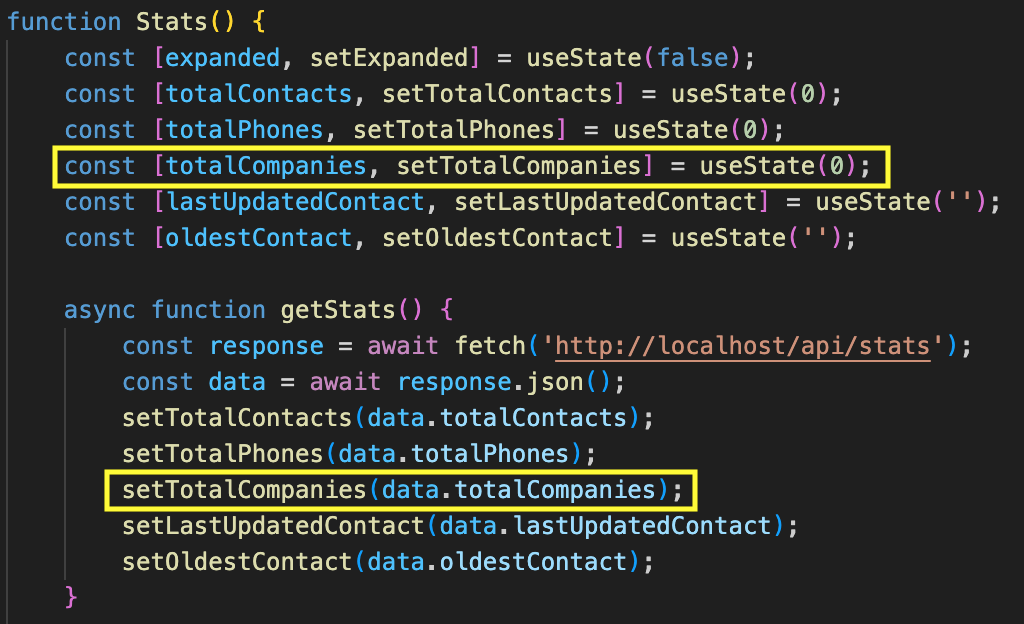 function Stats() {
const [expanded, setExpanded] = useState(false);
const [totalContacts, setTotalContacts] = useState(0);
const [totalPhones, setTotalPhones] = useState(0);
const [totalCompanies, setTotalCompanies] = useState(0);
const [lastUpdatedContact, setLastUpdatedContact] = useState('');
const [oldestContact, setOldestContact] = useState('');
async function getStats() {
const response = await fetch('http://localhost/api/stats');
const data = await response.json();
setTotalContacts(data.totalContacts);
setTotalPhones(data.totalPhones);
setTotalCompanies(data.totalCompanies);
setLastUpdatedContact(data.lastUpdatedContact);
setOldestContact(data.oldestContact);
}